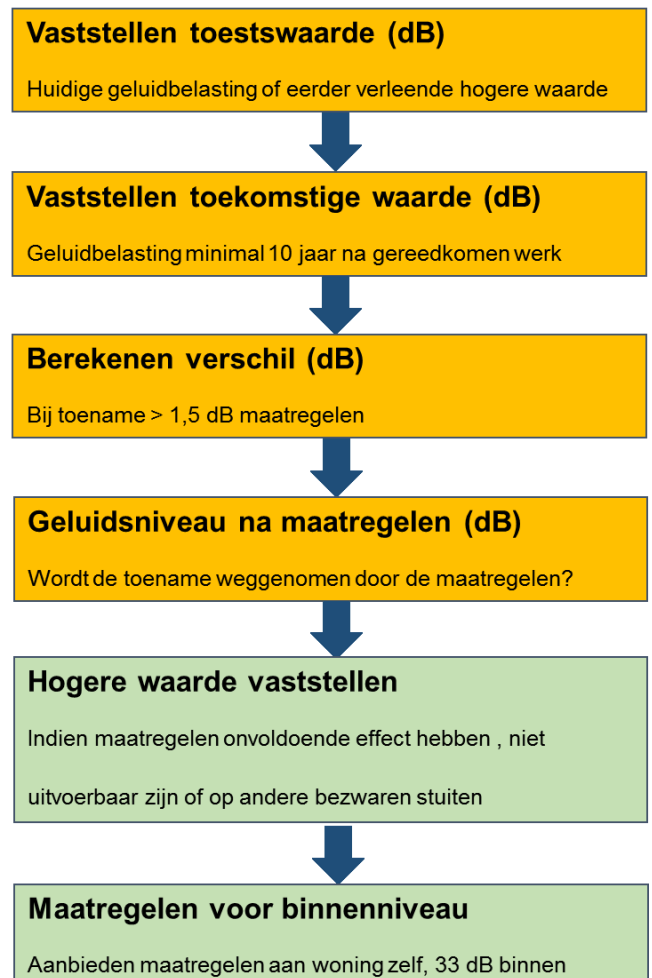 Vaststellen toestswaarde (dB)
Huidige geluidbelasting of eerder verleende hogere waarde
Vaststellen toekomstige waarde (dB)
Geluidbelasting minimal 10 jaar na gereedkomen werk
Berekenen verschil (dB)
Bij toename > 1,5 dB maatregelen
Geluidsniveau na maatregelen (dB)
Wordt de toename weggenomen door de maatregelen?
Hogere waarde vaststellen
Indien maatregelen onvoldoende effect hebben , niet
uitvoerbaar zijn of op andere bezwaren stuiten
Maatregelen voor binnenniveau
Aanbieden maatregelen aan woning zelf, 33 dB binnen